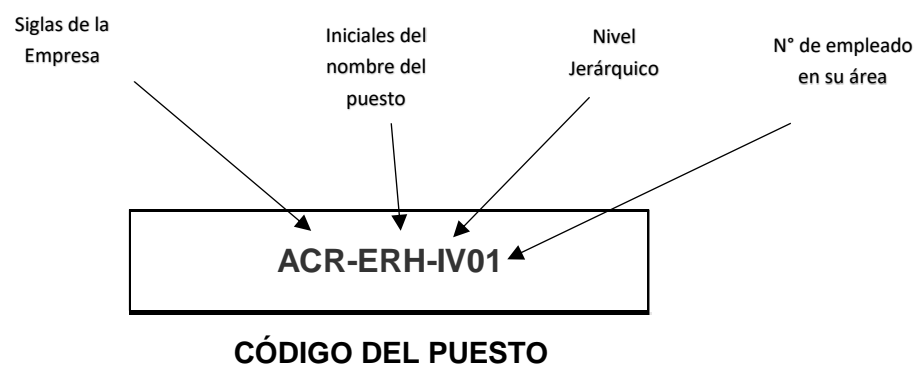 Siglas de la
Empresa
Iniciales del
nombre del
puesto
Nivel
Jerárquico
N° de empleado
en su área
ACR-ERH-IV01
CÓDIGO DEL PUESTO